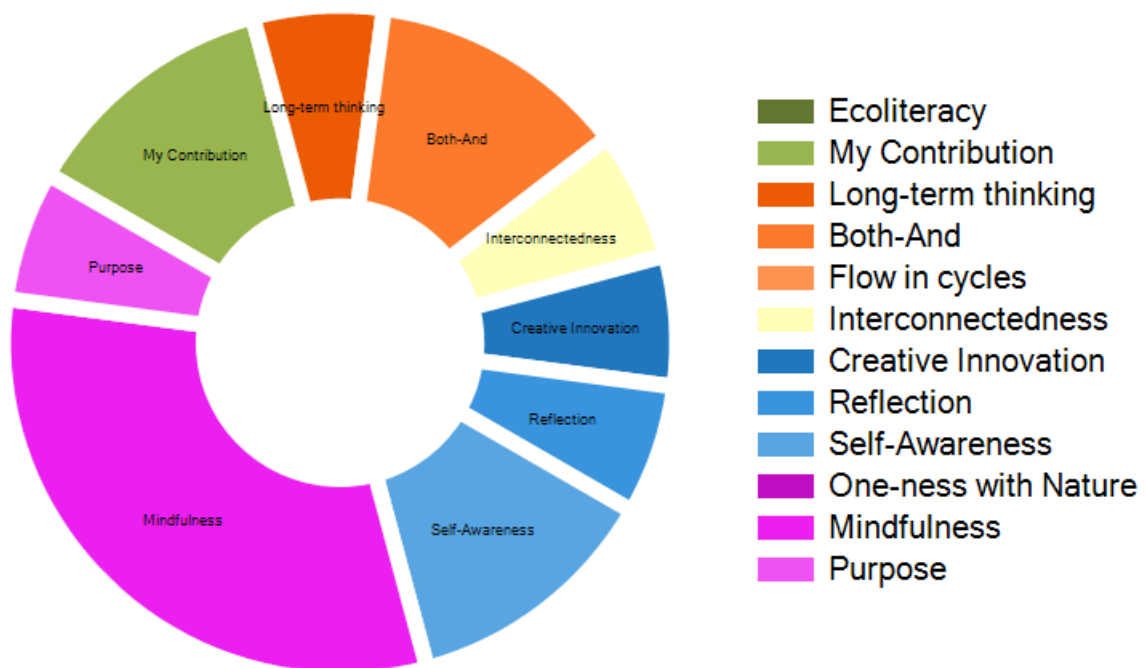 Long-term thinking
Both-And
My Contribution
Interconnectedness
Purpose
Creative Innovation
Reflection
Mindfulness
Self-Awareness
Ecoliteracy
My Contribution
Long-term thinking
Both-And
Flow in cycles
Interconnectedness
Creative Innovation
Reflection
Self-Awareness
One-ness with Nature
Mindfulness
Purpose